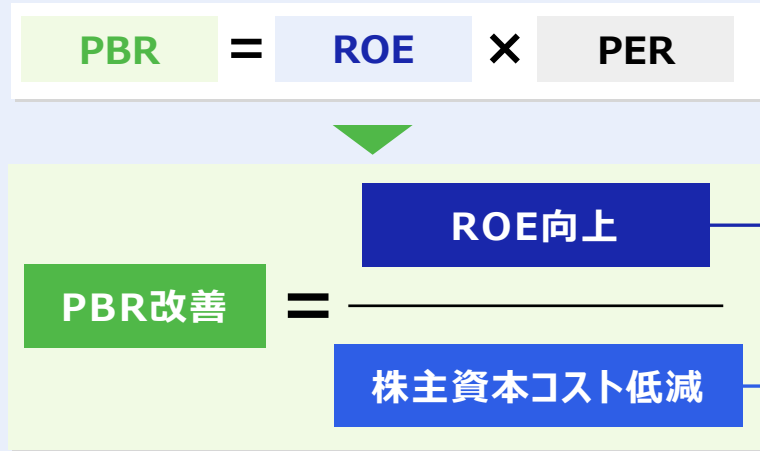 PBR = ROE × PER
ROE向上
PBR改善 =
株主資本コスト低減